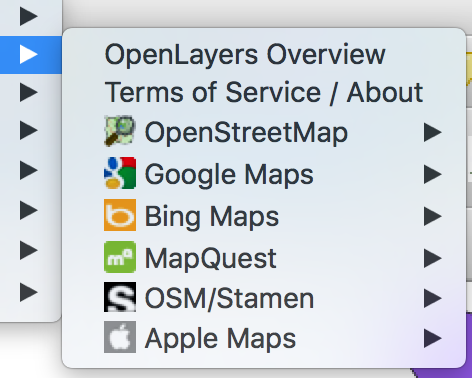 OpenLayers Overview
Terms of Service / About
OpenStreetMap
Google Maps
Bing Maps
MapQuest
OSM/Stamen
Apple Maps